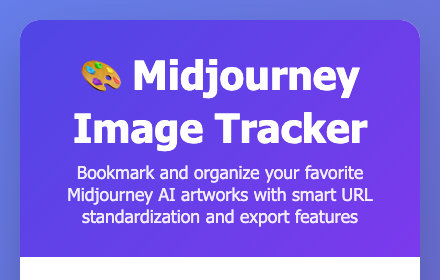 🎨 Midjourney
Image Tracker
Bookmark and organize your favorite
Midjourney AI artworks with smart URL
standardization and export features